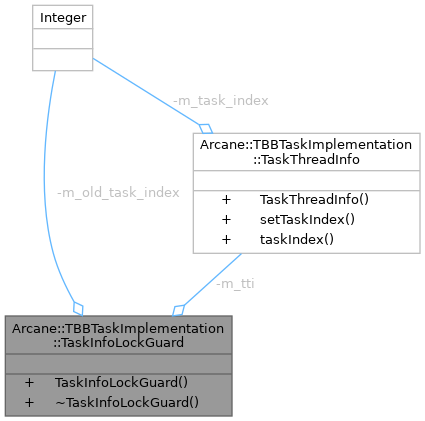 Integer
-m_task_index
Arcane::TBBTaskImplementation
::TaskThreadInfo
+ TaskThreadInfo()
+ setTaskIndex()
+ taskIndex()
-m_old_task_index
-m_tti
Arcane::TBBTaskImplementation
::TaskInfoLockGuard
+ TaskInfoLockGuard()
+ ~TaskInfoLockGuard()